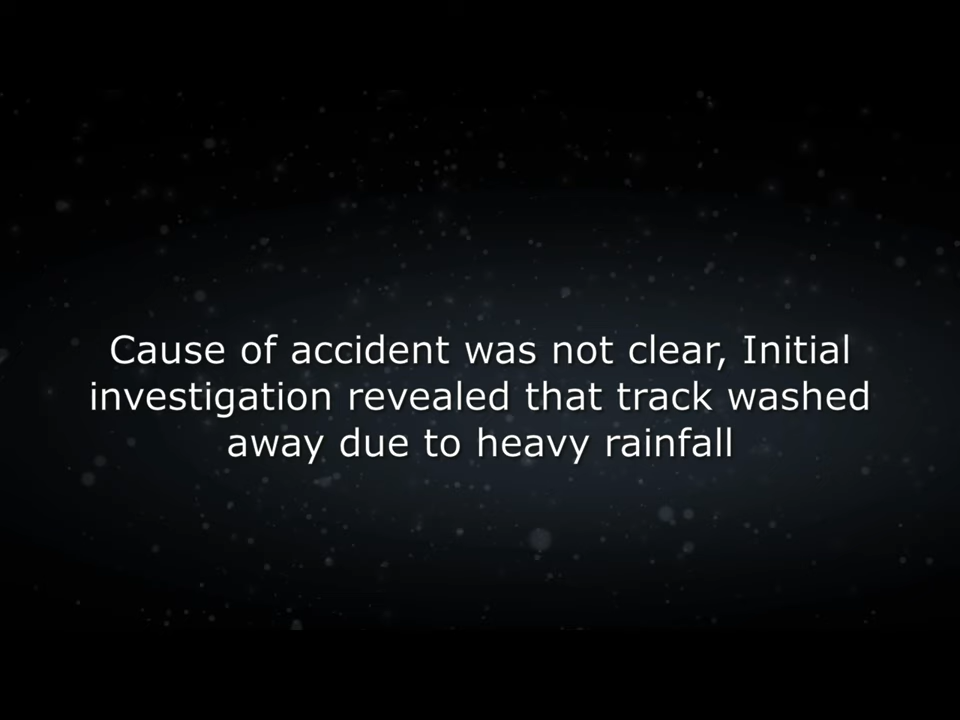 Cause of accident was not clear, Initial
investigation revealed that track washed
away due to heavy rainfall